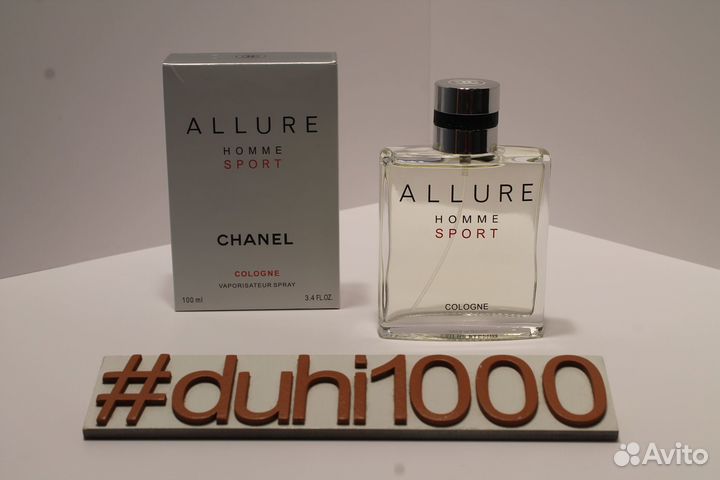 ALLURE
HOMME
SPORT
CHANEL
COLOGNE
VAPORISATEUR SPRAY
100 ml 3.4 FL.OZ.
ALLURE
HOMME
SPORT
COLOGNE
#duhi1000
Avito